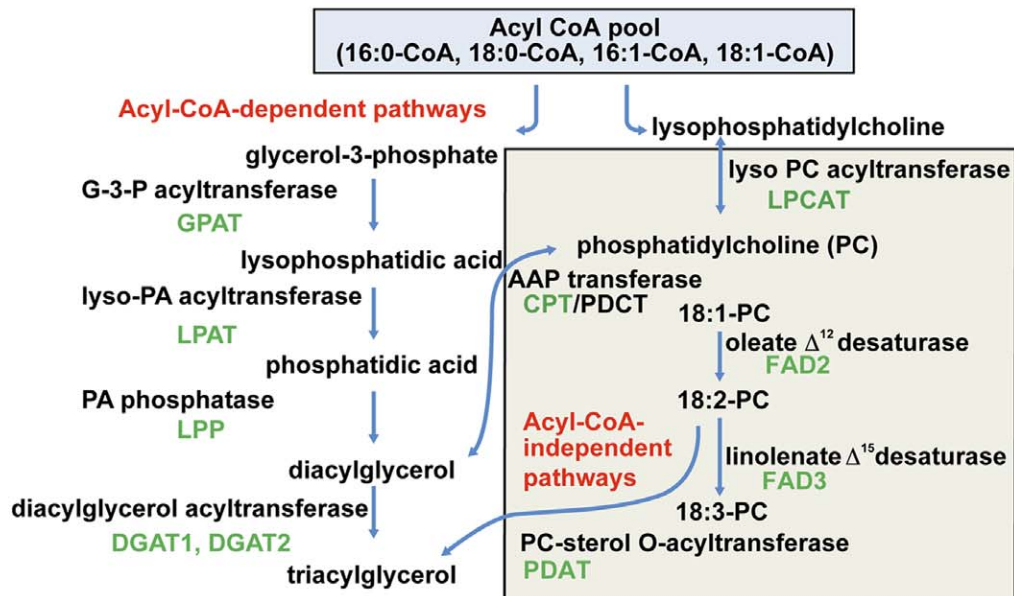 Acyl CoA pool
(16:0-CoA, 18:0-CoA, 16:1-CoA, 18:1-CoA)
Acyl-CoA-dependent pathways
glycerol-3-phosphate
G-3-P acyltransferase
GPAT
lysophosphatidic acid
lyso-PA acyltransferase
LPAT
phosphatidic acid
PA phosphatase
LPP
diacylglycerol
diacylglycerol acyltransferase
DGAT1, DGAT2
triacylglycerol
lysophosphatidylcholine
lyso PC acyltransferase
LPCAT
phosphatidylcholine (PC)
AAP transferase
CPT/PDCT
18:1-PC
oleate Δ¹² desaturase
FAD2
18:2-PC
Acyl-CoA-
independent
pathways
linolenate Δ¹⁵ desaturase
FAD3
18:3-PC
PC-sterol O-acyltransferase
PDAT